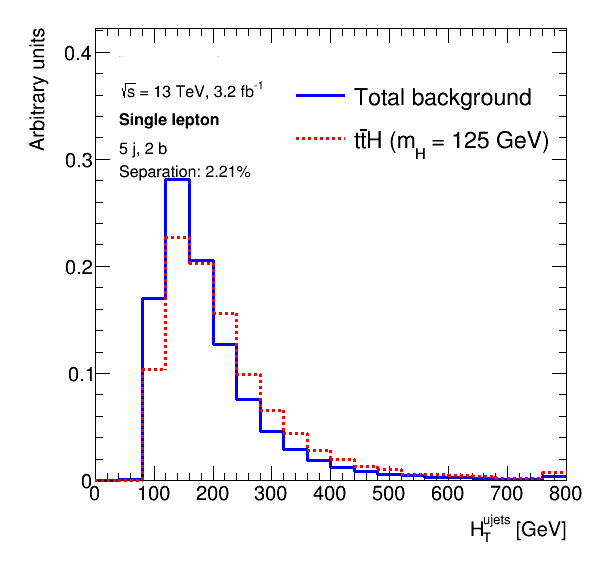 Arbitrary units
0.4
0.3
0.2
0.1
0
√s = 13 TeV, 3.2 fb⁻¹
Single lepton
5 j, 2 b
Separation: 2.21%
Total background
tt̄H (m_H = 125 GeV)
0 100 200 300 400 500 600 700 800
H_T^ujets [GeV]